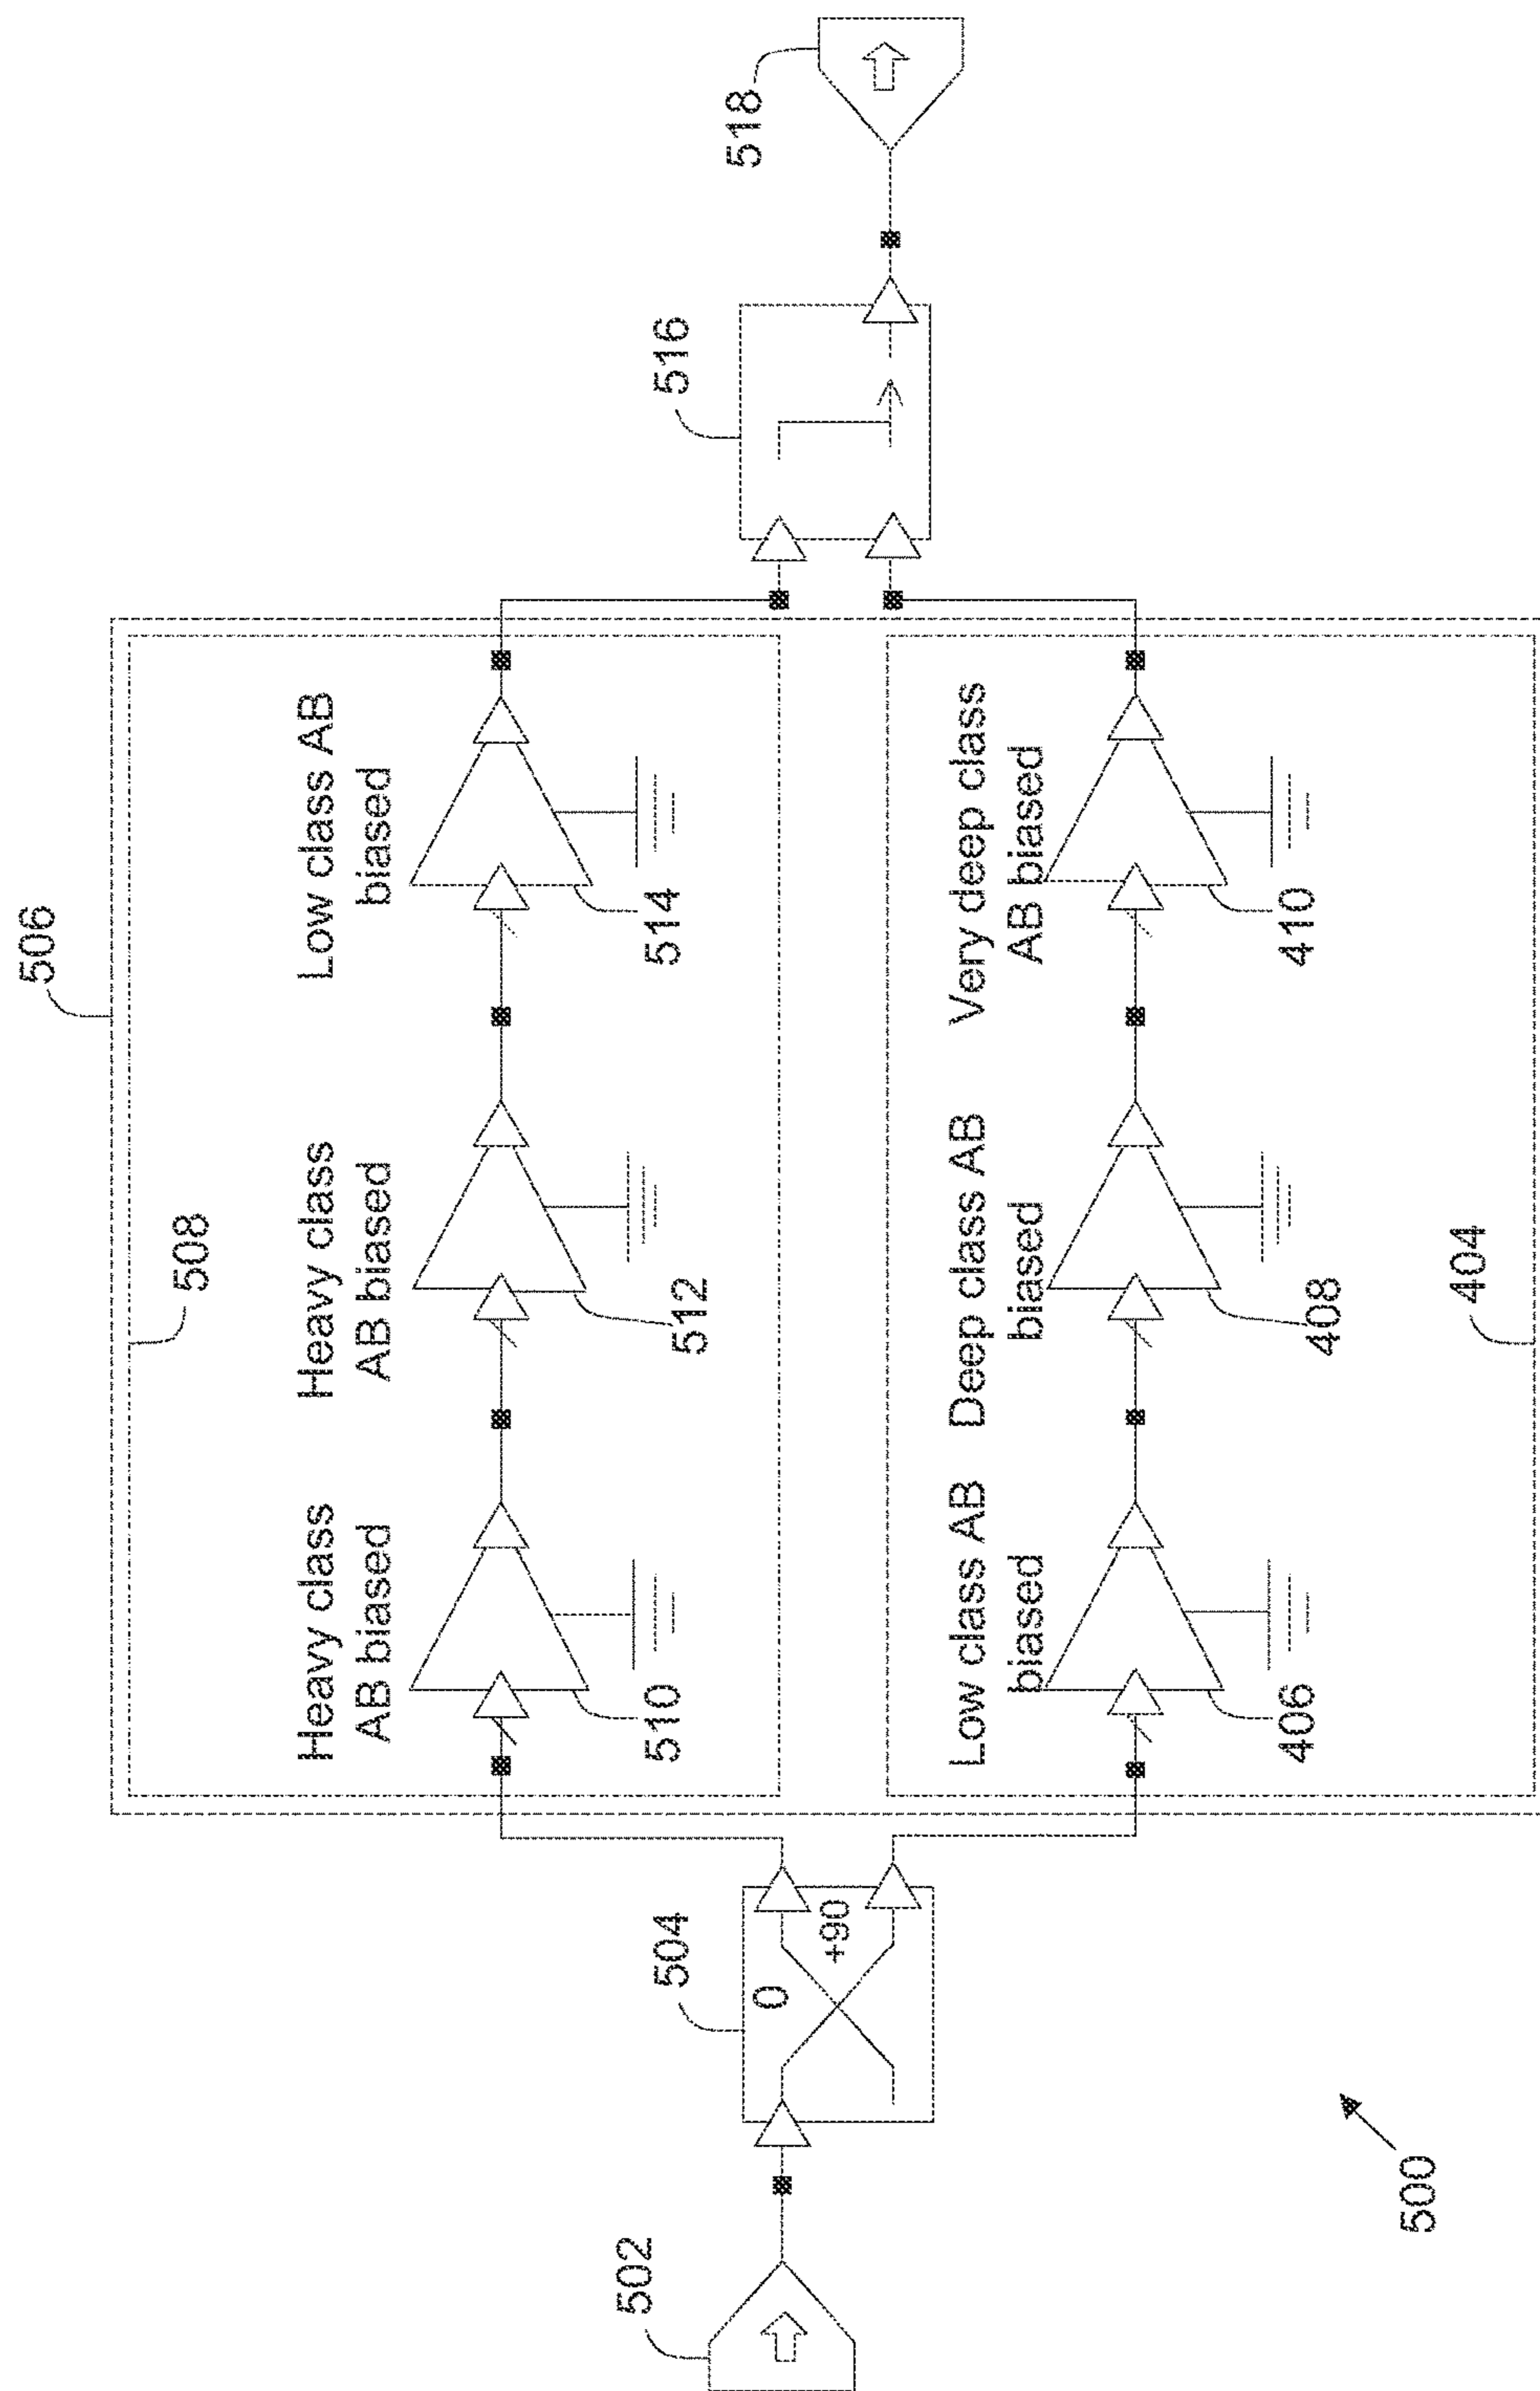 506
508
Heavy class
AB biased
Heavy class
AB biased
Low class AB
biased
510
512
514
502
504
0
+90
516
518
Low class AB
biased
Deep class AB
biased
Very deep class
AB biased
406
408
410
404
500